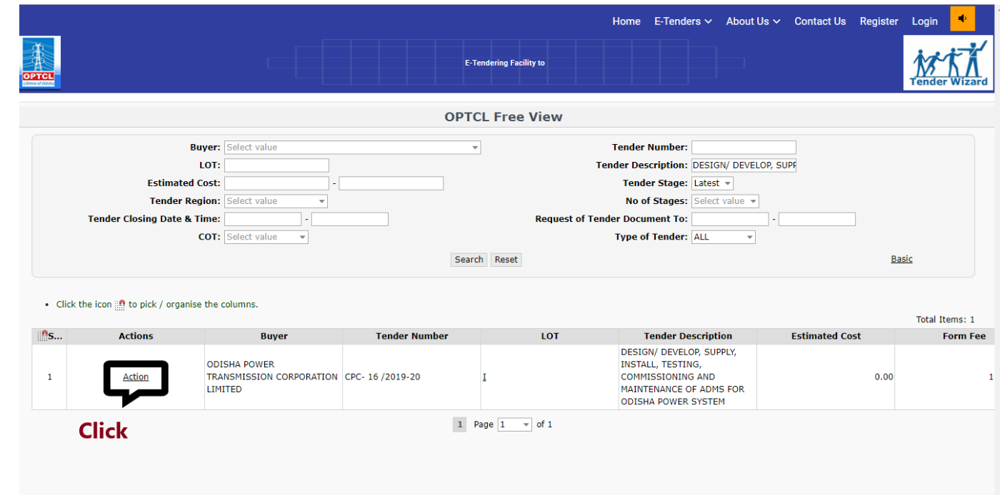 Home E-Tenders About Us Contact Us Register Login
OPTCL
Lifeline of Odisha
E-Tendering Facility to
Tender Wizard
OPTCL Free View
Buyer: Select value Tender Number:
LOT: Tender Description: DESIGN/ DEVELOP, SUPP
Estimated Cost: - Tender Stage: Latest
Tender Region: Select value No of Stages: Select value
Tender Closing Date & Time: - Request of Tender Document To: -
COT: Select value Type of Tender: ALL
Search Reset Basic
• Click the icon to pick / organise the columns.
Total Items: 1
S... Actions Buyer Tender Number LOT Tender Description Estimated Cost Form Fee
1 Action
ODISHA POWER
TRANSMISSION CORPORATION
LIMITED
CPC- 16 /2019-20
I
DESIGN/ DEVELOP, SUPPLY,
INSTALL, TESTING,
COMMISSIONING AND
MAINTENANCE OF ADMS FOR
ODISHA POWER SYSTEM
0.00
1
Click
1 Page 1 of 1